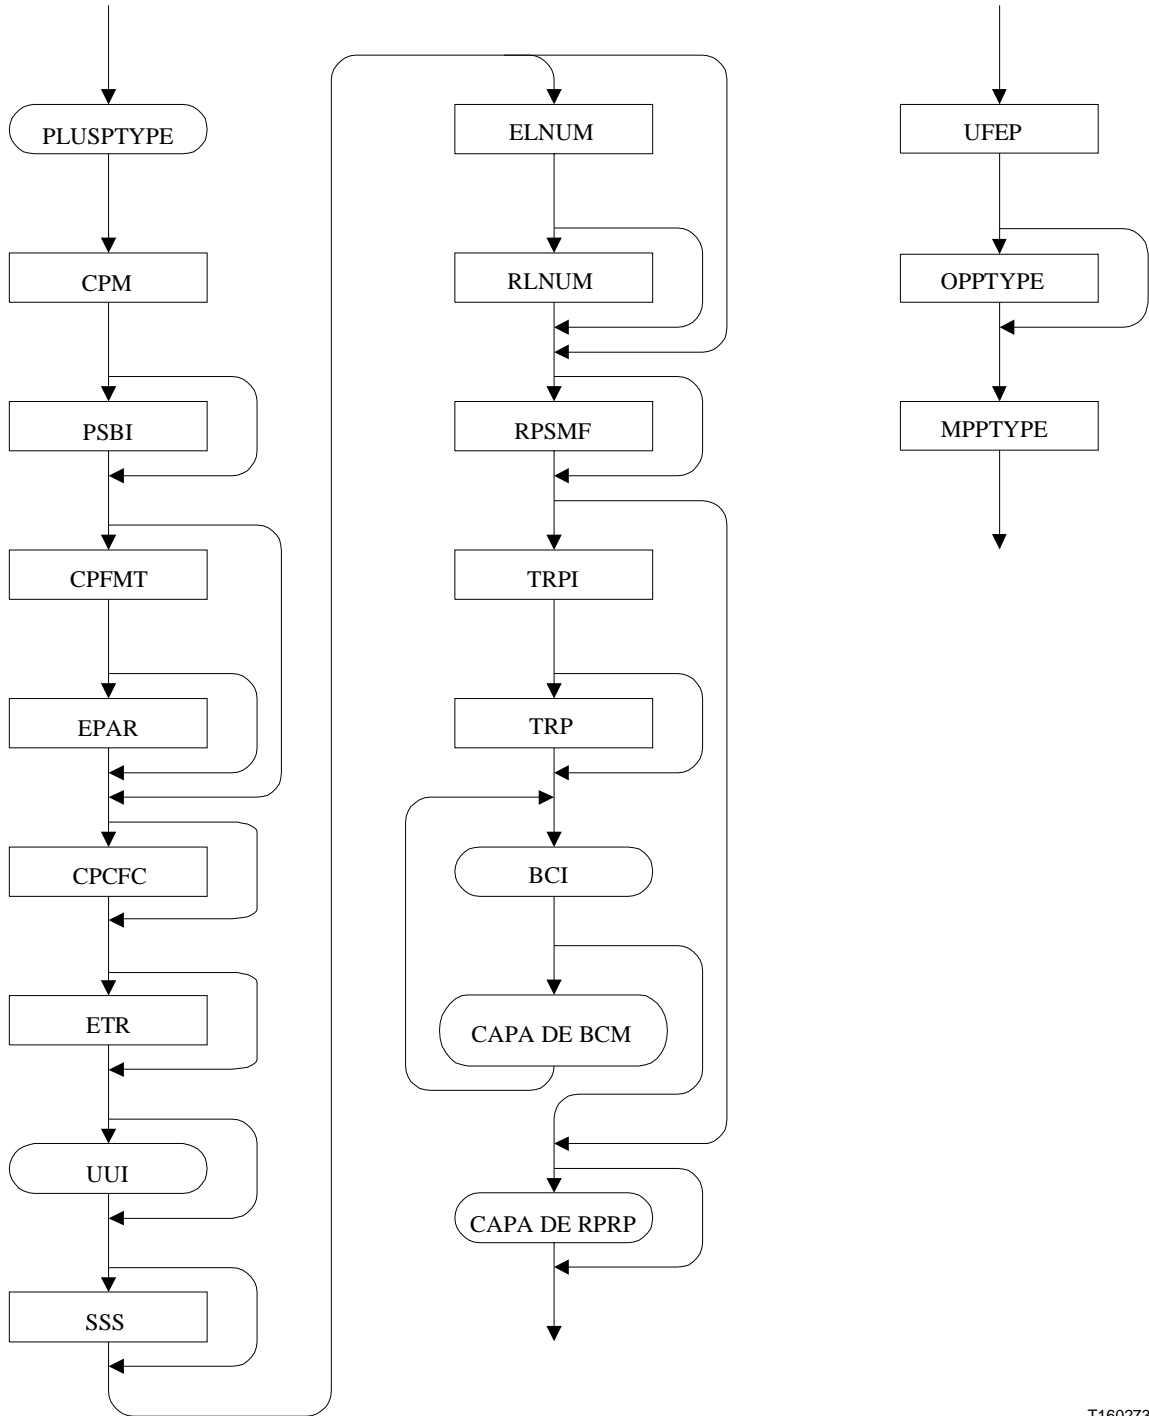 PLUSPTYPE
CPM
PSBI
CPFMT
EPAR
CPCFC
ETR
UUI
SSS
ELNUM
RLNUM
RPSMF
TRPI
TRP
BCI
CAPA DE BCM
CAPA DE RPRP
UFEP
OPPTYPE
MPPTYPE